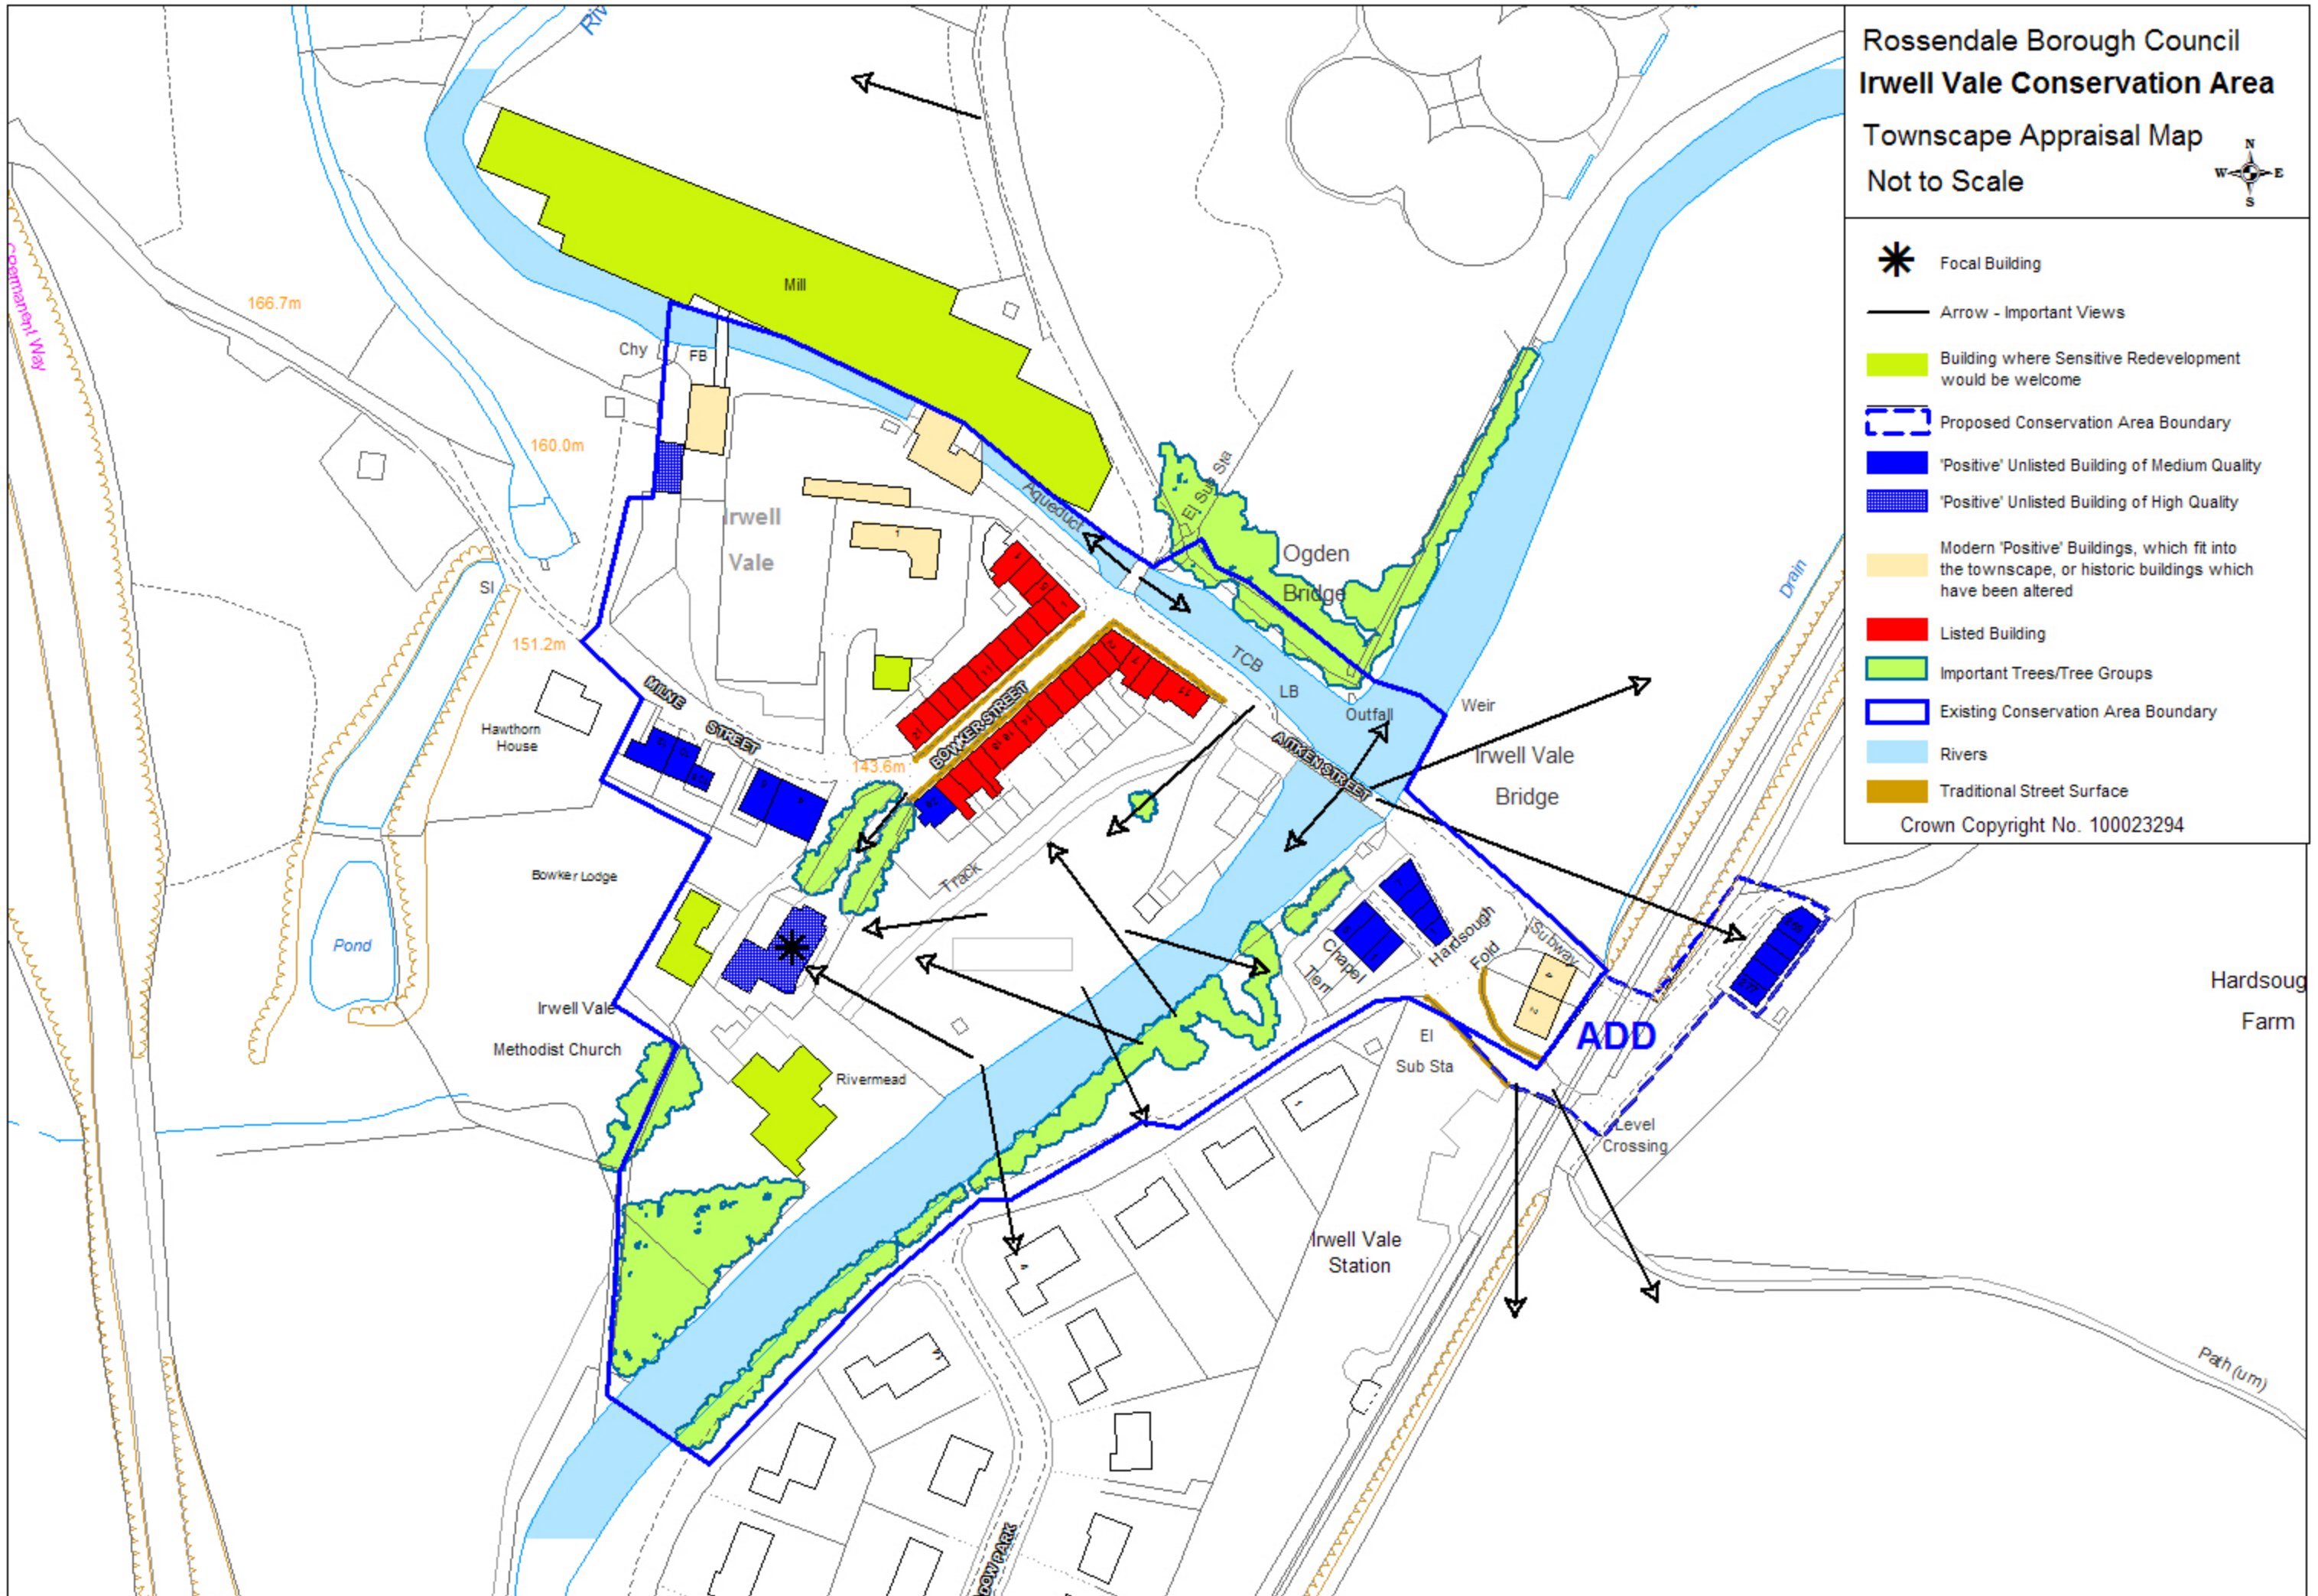 Rossendale Borough Council
Irwell Vale Conservation Area
Townscape Appraisal Map
Not to Scale
N
W E
S
Focal Building
Arrow - Important Views
Building where Sensitive Redevelopment
would be welcome
Proposed Conservation Area Boundary
'Positive' Unlisted Building of Medium Quality
'Positive' Unlisted Building of High Quality
Modern 'Positive' Buildings, which fit into
the townscape, or historic buildings which
have been altered
Listed Building
Important Trees/Tree Groups
Existing Conservation Area Boundary
Rivers
Traditional Street Surface
Crown Copyright No. 100023294
Riv
Permanent Way
166.7m
Mill
Chy
FB
160.0m
Irwell
Vale
Aqueduct
El Sub Sta
Ogden
Bridge
Drain
Sl
151.2m
MILNE
STREET
Hawthorn
House
TCB
LB
Outfall
Weir
BOWKER STREET
143.6m
AITKEN STREET
Irwell Vale
Bridge
Bowker Lodge
Track
Pond
Chapel
Terr
Hardsough
Fold
Subway
Hardsoug
Farm
Irwell Vale
Methodist Church
Rivermead
ADD
El
Sub Sta
Level
Crossing
Irwell Vale
Station
Path (um)
DOW PARK